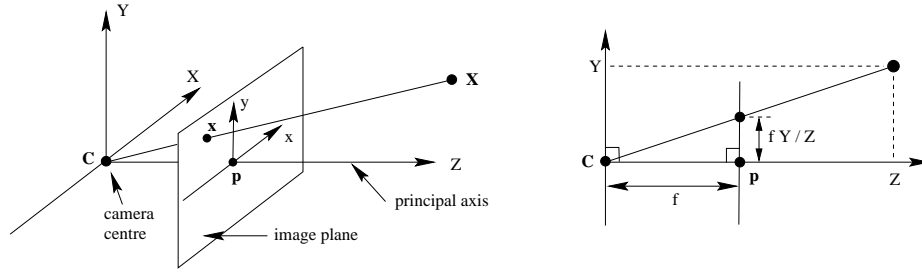 Y
X
X
x
y
x
C
p
Z
camera
centre
principal axis
image plane
Y
f Y / Z
C
p
Z
f